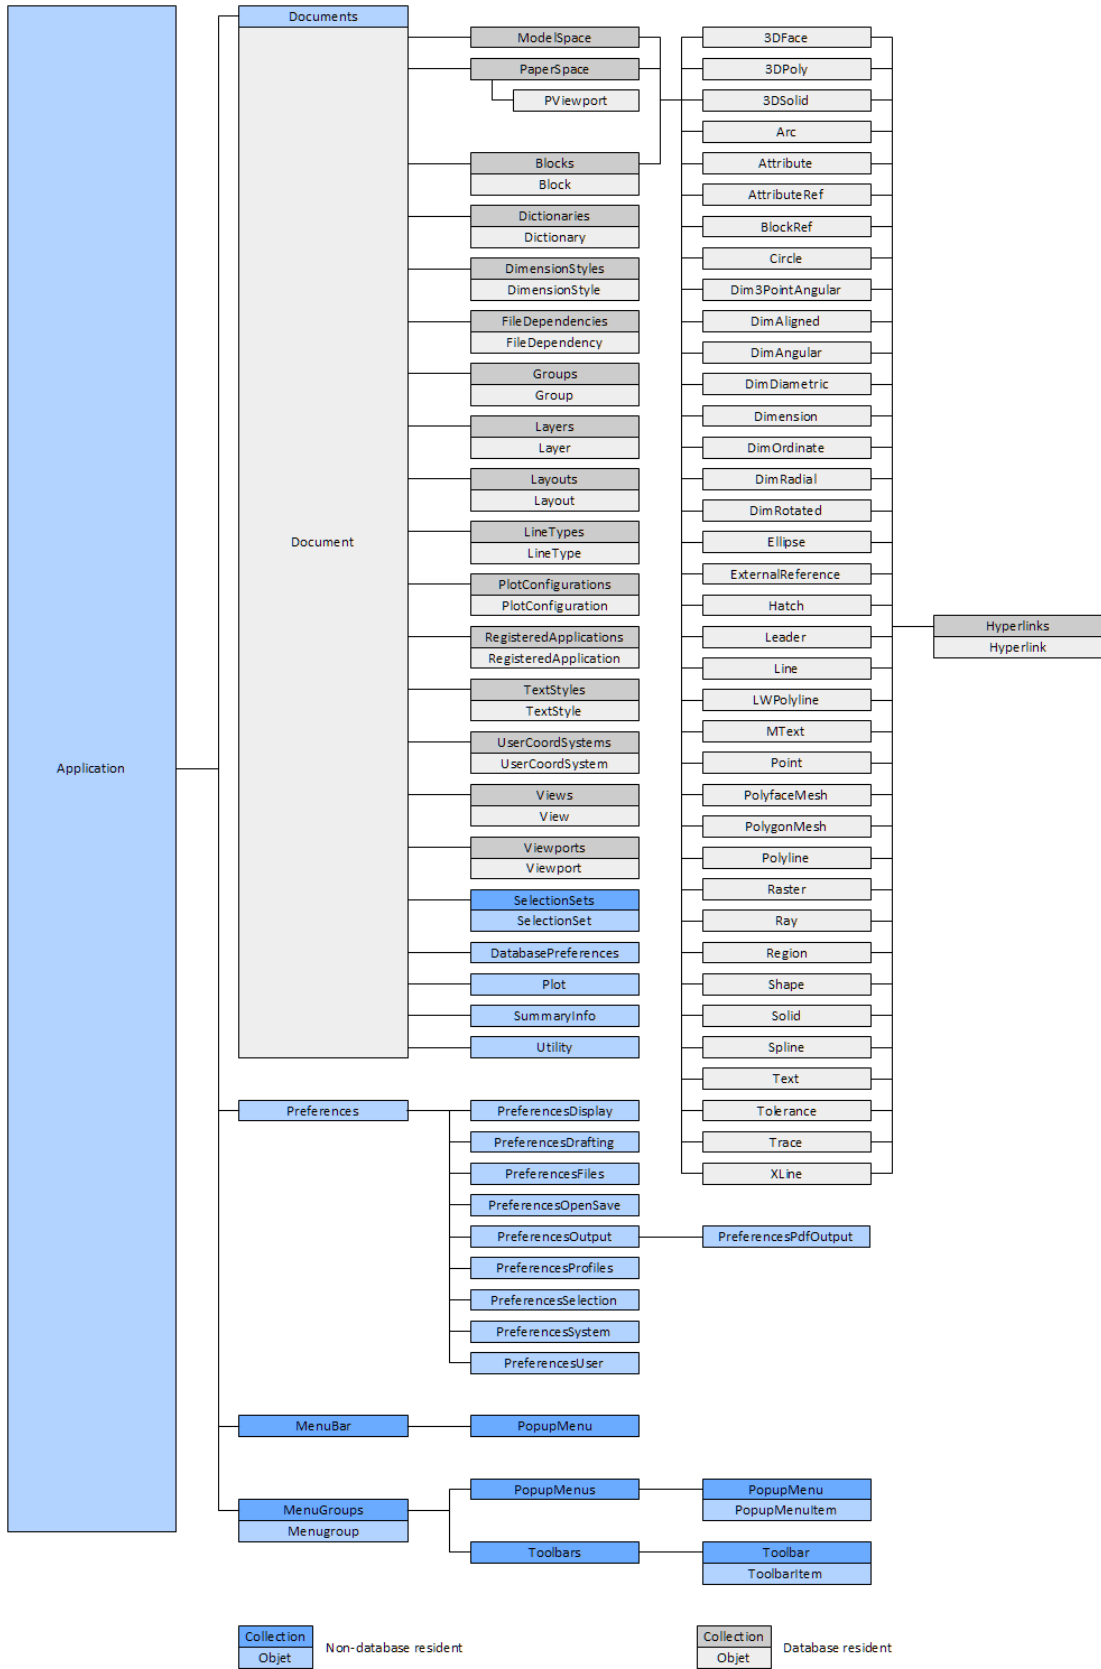 Application
Documents
Document
ModelSpace
PaperSpace
PViewport
Blocks
Block
Dictionaries
Dictionary
DimensionStyles
DimensionStyle
FileDependencies
FileDependency
Groups
Group
Layers
Layer
Layouts
Layout
LineTypes
LineType
PlotConfigurations
PlotConfiguration
RegisteredApplications
RegisteredApplication
TextStyles
TextStyle
UserCoordSystems
UserCoordSystem
Views
View
Viewports
Viewport
SelectionSets
SelectionSet
DatabasePreferences
Plot
SummaryInfo
Utility
3DFace
3DPoly
3DSolid
Arc
Attribute
AttributeRef
BlockRef
Circle
Dim3PointAngular
DimAligned
DimAngular
DimDiametric
Dimension
DimOrdinate
DimRadial
DimRotated
Ellipse
ExternalReference
Hatch
Leader
Line
LWPolyline
MText
Point
PolyfaceMesh
PolygonMesh
Polyline
Raster
Ray
Region
Shape
Solid
Spline
Text
Tolerance
Trace
XLine
Hyperlinks
Hyperlink
Preferences
PreferencesDisplay
PreferencesDrafting
PreferencesFiles
PreferencesOpenSave
PreferencesOutput
PreferencesPdfOutput
PreferencesProfiles
PreferencesSelection
PreferencesSystem
PreferencesUser
MenuBar
PopupMenu
MenuGroups
Menugroup
PopupMenus
PopupMenu
PopupMenuItem
Toolbars
Toolbar
ToolbarItem
Collection
Objet
Non-database resident
Collection
Objet
Database resident